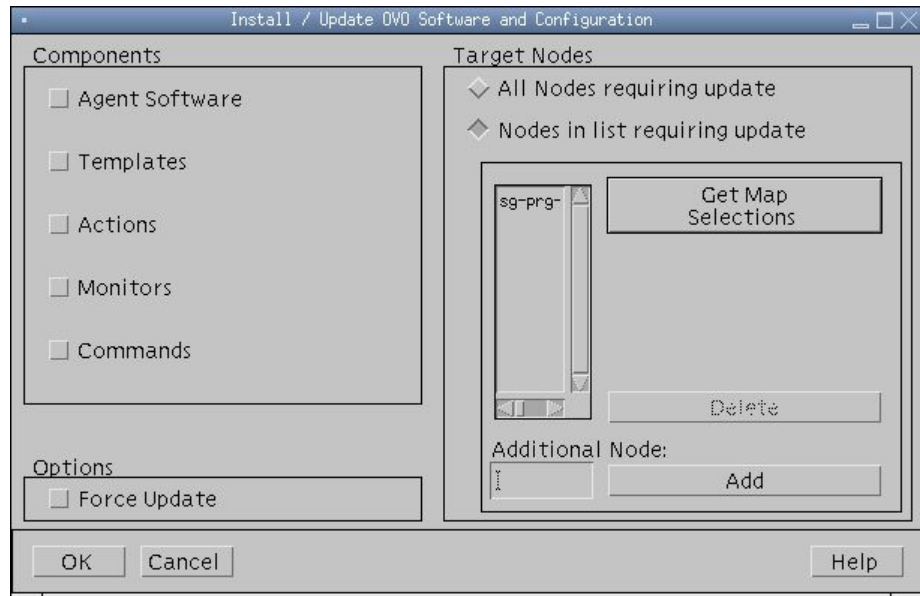 Install / Update OVO Software and Configuration
Components
Agent Software
Templates
Actions
Monitors
Commands
Options
Force Update
Target Nodes
All Nodes requiring update
Nodes in list requiring update
sg-prg-
Get Map
Selections
Delete
Additional Node:
Add
OK
Cancel
Help